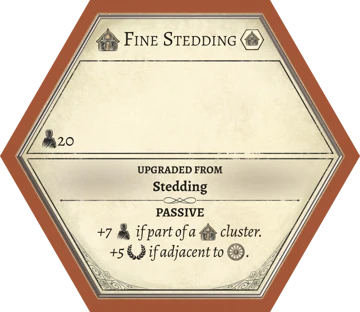 Fine Stedding
20
UPGRADED FROM
Stedding
PASSIVE
+7 if part of a cluster.
+5 if adjacent to .